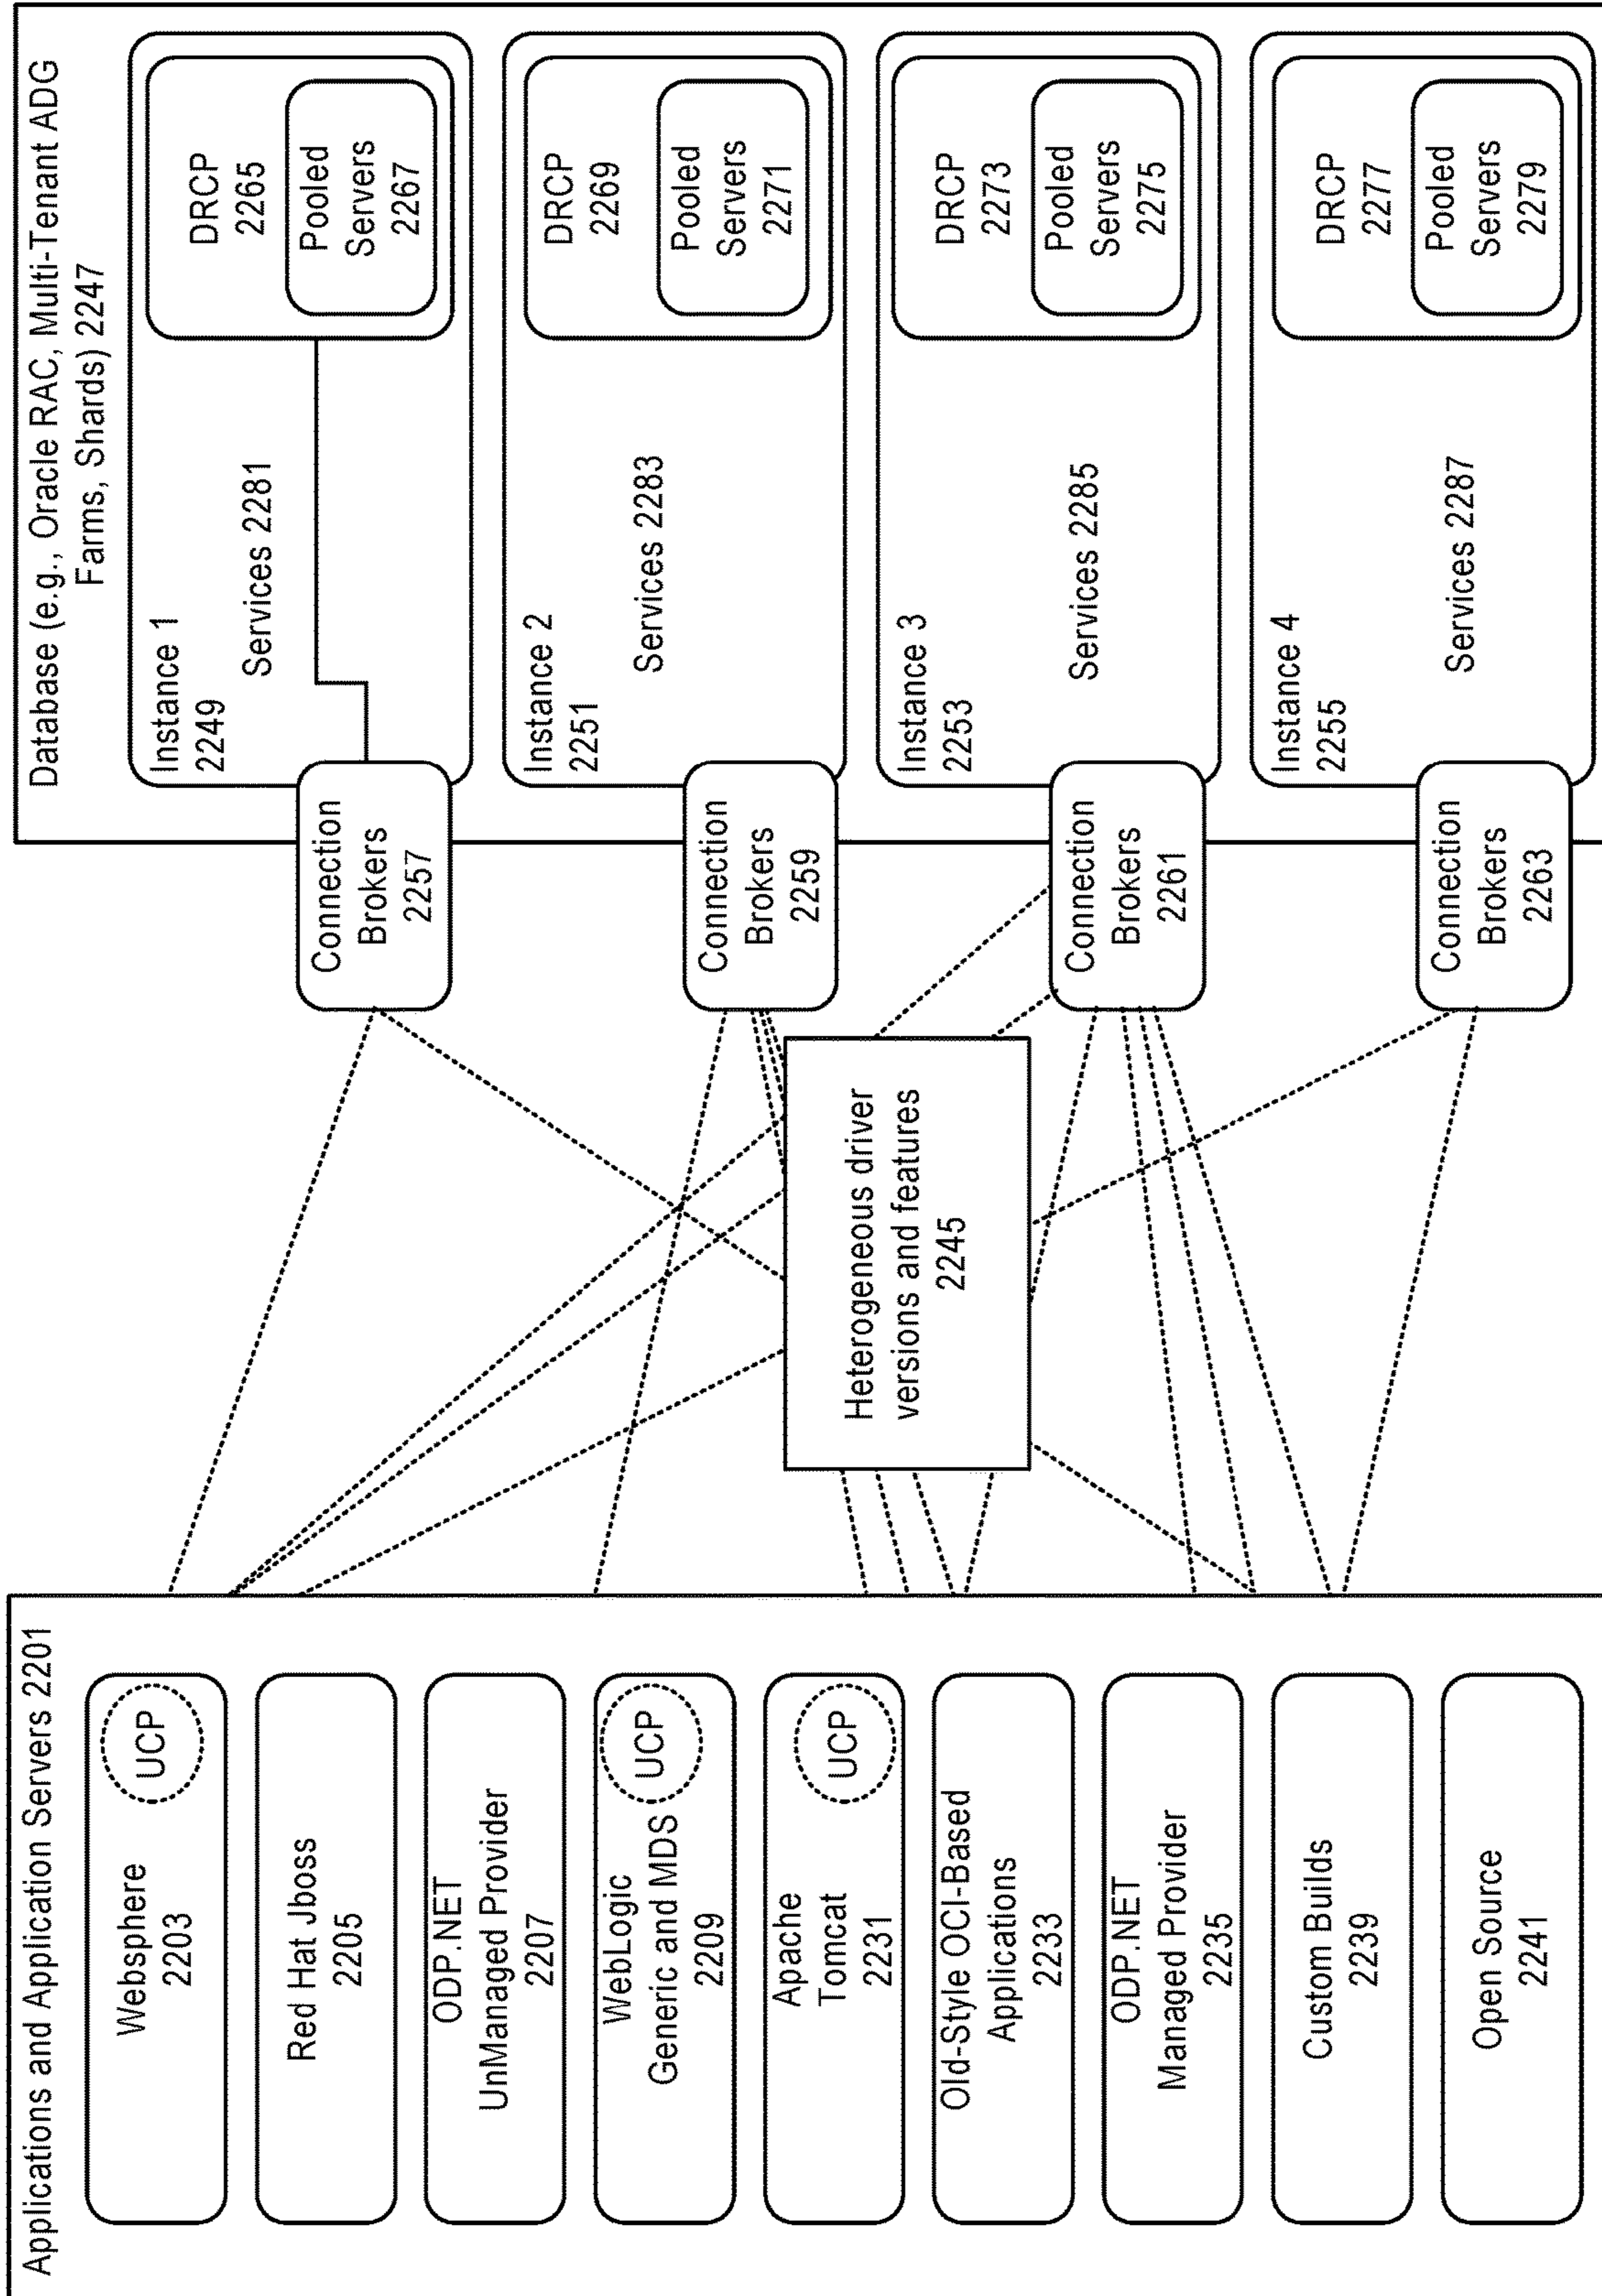 Applications and Application Servers 2201
Websphere
2203
UCP
Red Hat Jboss
2205
ODP.NET
UnManaged Provider
2207
WebLogic
Generic and MDS
2209
UCP
Apache
Tomcat
2231
UCP
Old-Style OCI-Based
Applications
2233
ODP.NET
Managed Provider
2235
Custom Builds
2239
Open Source
2241
Heterogeneous driver
versions and features
2245
Database (e.g., Oracle RAC, Multi-Tenant ADG
Farms, Shards) 2247
Connection
Brokers
2257
Instance 1
2249
Services 2281
DRCP
2265
Pooled
Servers
2267
Connection
Brokers
2259
Instance 2
2251
Services 2283
DRCP
2269
Pooled
Servers
2271
Connection
Brokers
2261
Instance 3
2253
Services 2285
DRCP
2273
Pooled
Servers
2275
Connection
Brokers
2263
Instance 4
2255
Services 2287
DRCP
2277
Pooled
Servers
2279